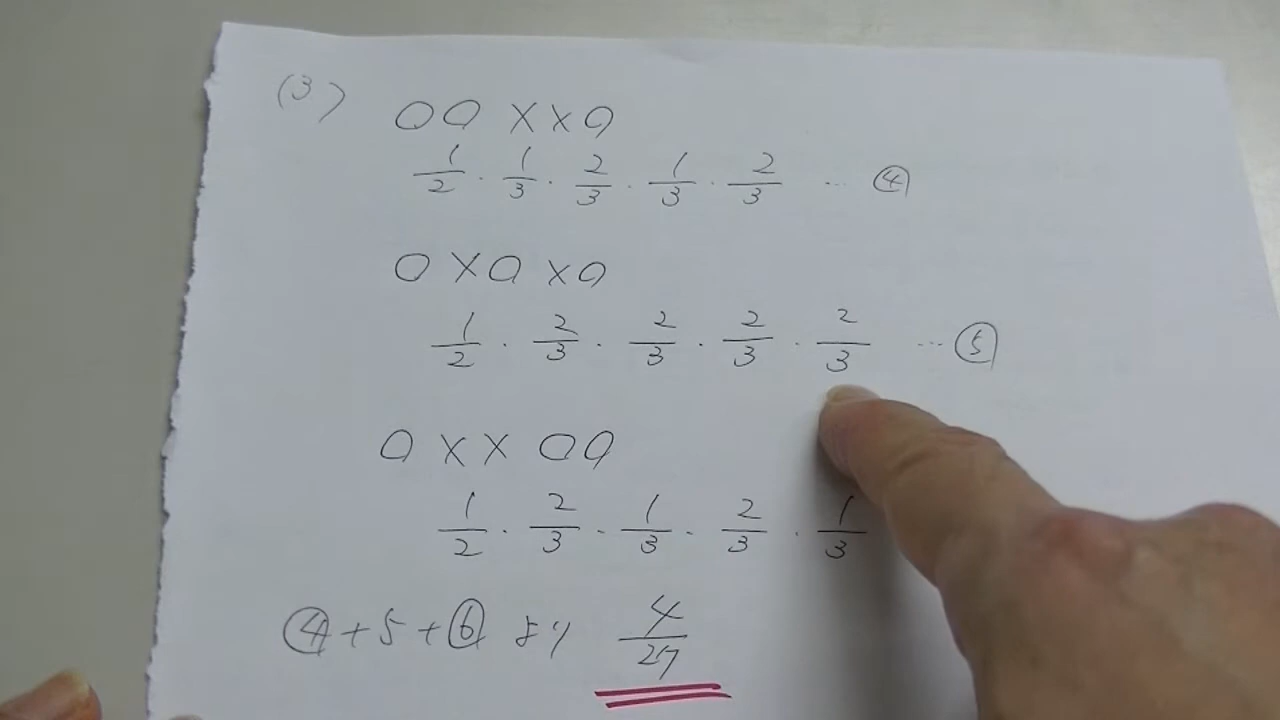 (3) ○○××○
1/2 · 1/3 · 2/3 · 1/3 · 2/3 … ④
○×○×○
1/2 · 2/3 · 2/3 · 2/3 · 2/3 … ⑤
○××○○
1/2 · 2/3 · 1/3 · 2/3 · 1/3
④+5+⑥ より 4/27